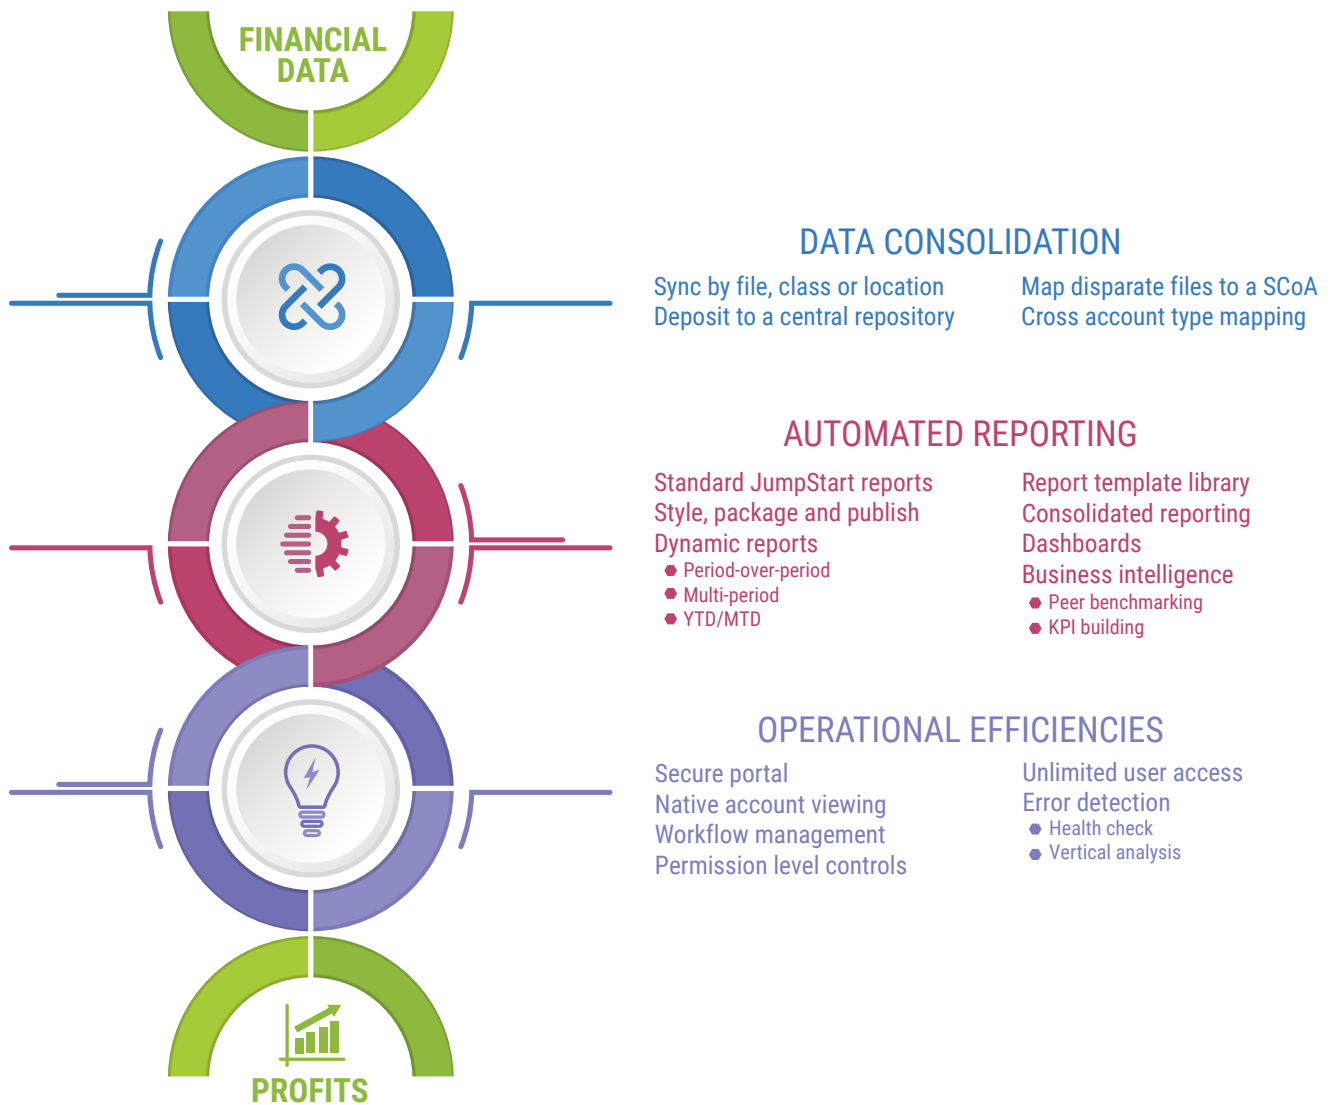 FINANCIAL
DATA
DATA CONSOLIDATION
Sync by file, class or location
Deposit to a central repository
Map disparate files to a SCoA
Cross account type mapping
AUTOMATED REPORTING
Standard JumpStart reports
Style, package and publish
Dynamic reports
Period-over-period
Multi-period
YTD/MTD
Report template library
Consolidated reporting
Dashboards
Business intelligence
Peer benchmarking
KPI building
OPERATIONAL EFFICIENCIES
Secure portal
Native account viewing
Workflow management
Permission level controls
Unlimited user access
Error detection
Health check
Vertical analysis
PROFITS